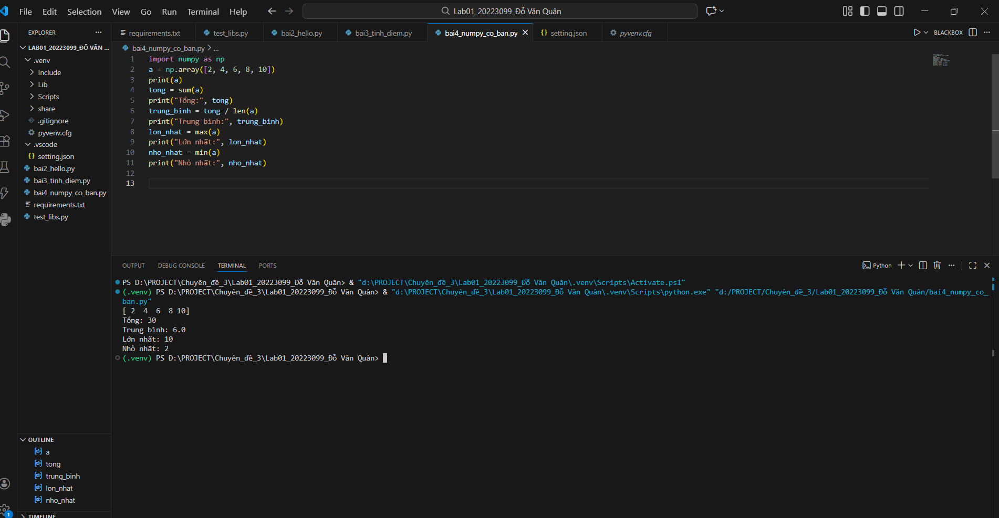 File Edit Selection View Go Run Terminal Help
Lab01_20223099_Đỗ Văn Quân
EXPLORER
LAB01_20223099_ĐỖ VĂN ...
.venv
Include
Lib
Scripts
share
.gitignore
pyvenv.cfg
.vscode
{} setting.json
bai2_hello.py
bai3_tinh_diem.py
bai4_numpy_co_ban.py
requirements.txt
test_libs.py
OUTLINE
a
tong
trung_binh
lon_nhat
nho_nhat
TIMELINE
1
requirements.txt test_libs.py bai2_hello.py bai3_tinh_diem.py bai4_numpy_co_ban.py {} setting.json pyvenv.cfg BLACKBOX
bai4_numpy_co_ban.py > ...
1 import numpy as np
2 a = np.array([2, 4, 6, 8, 10])
3 print(a)
4 tong = sum(a)
5 print("Tổng:", tong)
6 trung_binh = tong / len(a)
7 print("Trung bình:", trung_binh)
8 lon_nhat = max(a)
9 print("Lớn nhất:", lon_nhat)
10 nho_nhat = min(a)
11 print("Nhỏ nhất:", nho_nhat)
12
13
OUTPUT DEBUG CONSOLE TERMINAL PORTS Python
PS D:\PROJECT\Chuyên_đề_3\Lab01_20223099_Đỗ Văn Quân> & "d:\PROJECT\Chuyên_đề_3\Lab01_20223099_Đỗ Văn Quân\.venv\Scripts\Activate.ps1"
(.venv) PS D:\PROJECT\Chuyên_đề_3\Lab01_20223099_Đỗ Văn Quân> & "d:\PROJECT\Chuyên_đề_3\Lab01_20223099_Đỗ Văn Quân\.venv\Scripts\python.exe" "d:/PROJECT/Chuyên_đề_3/Lab01_20223099_Đỗ Văn Quân/bai4_numpy_co_
ban.py"
[ 2  4  6  8 10]
Tổng: 30
Trung bình: 6.0
Lớn nhất: 10
Nhỏ nhất: 2
(.venv) PS D:\PROJECT\Chuyên_đề_3\Lab01_20223099_Đỗ Văn Quân>